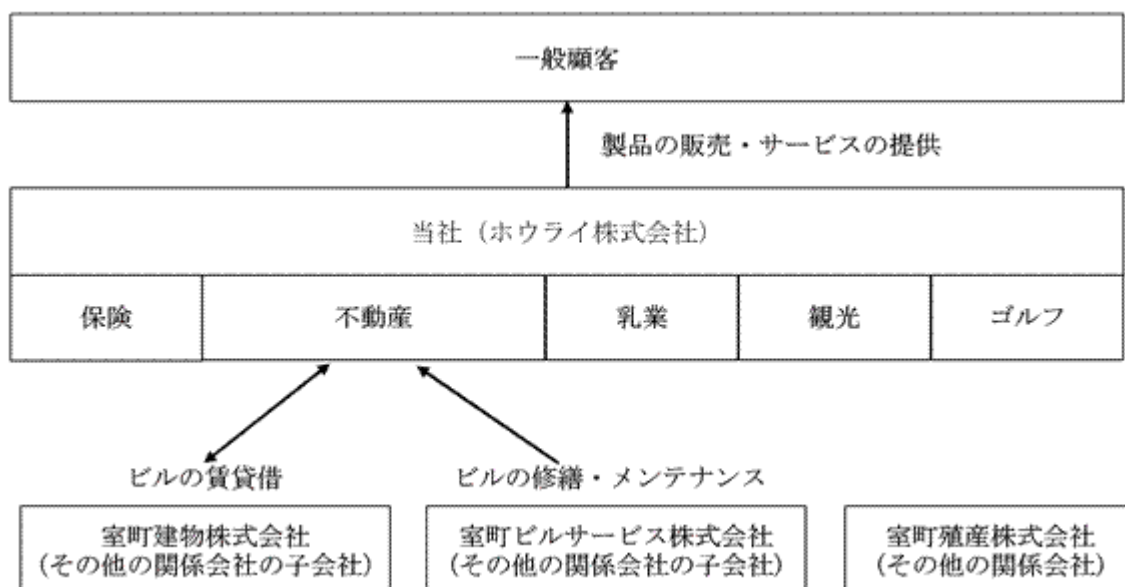 一般顧客
製品の販売・サービスの提供
当社（ホウライ株式会社）
保険
不動産
乳業
観光
ゴルフ
ビルの賃貸借
ビルの修繕・メンテナンス
室町建物株式会社
(その他の関係会社の子会社)
室町ビルサービス株式会社
(その他の関係会社の子会社)
室町殖産株式会社
(その他の関係会社)